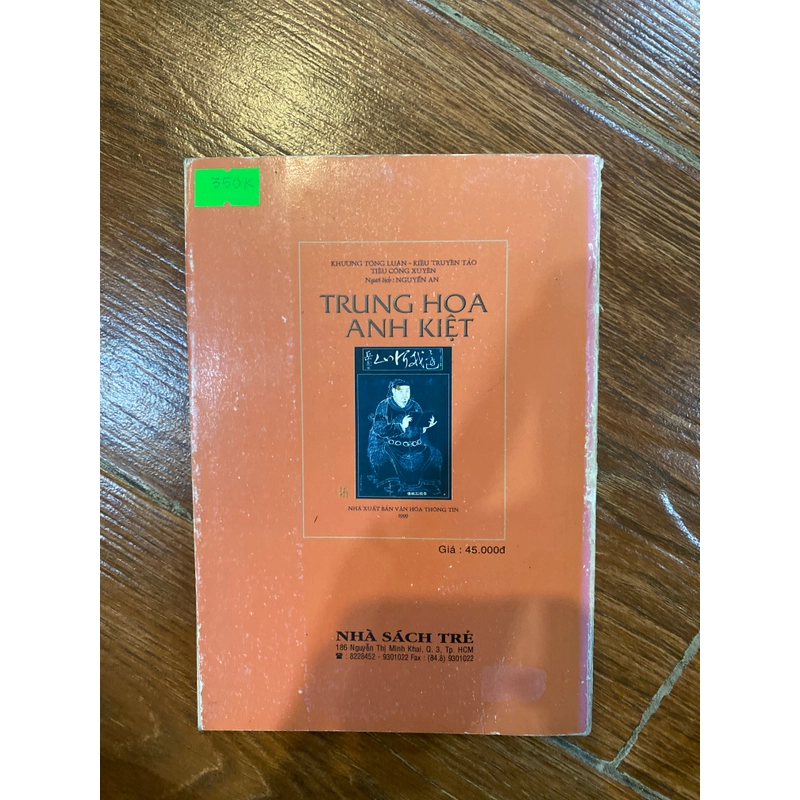 350K
KHƯƠNG TỐNG LUẬN - KIỀU TRUYỀN TẢO
TIÊU CÔNG XUYÊN
Người dịch : NGUYỄN AN
TRUNG HOA
ANH KIỆT
NHÀ XUẤT BẢN VĂN HÓA THÔNG TIN
Giá : 45.000đ
NHÀ SÁCH TRẺ
186 Nguyễn Thị Minh Khai, Q. 3, Tp. HCM
☎ : 8228452 - 9301022 Fax : (84.8) 9301022